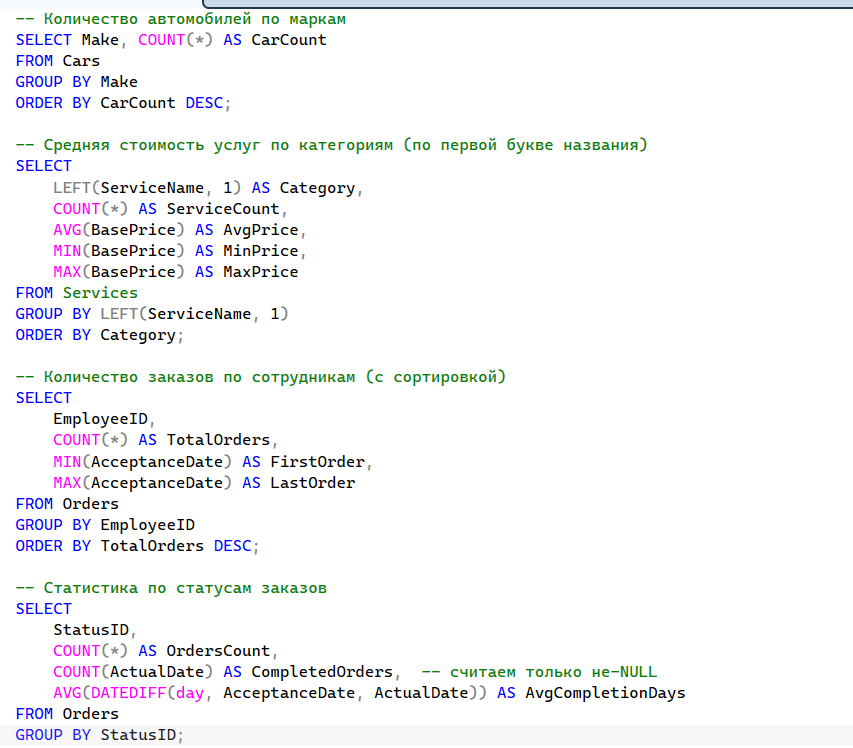 -- Количество автомобилей по маркам
SELECT Make, COUNT(*) AS CarCount
FROM Cars
GROUP BY Make
ORDER BY CarCount DESC;

-- Средняя стоимость услуг по категориям (по первой букве названия)
SELECT
    LEFT(ServiceName, 1) AS Category,
    COUNT(*) AS ServiceCount,
    AVG(BasePrice) AS AvgPrice,
    MIN(BasePrice) AS MinPrice,
    MAX(BasePrice) AS MaxPrice
FROM Services
GROUP BY LEFT(ServiceName, 1)
ORDER BY Category;

-- Количество заказов по сотрудникам (с сортировкой)
SELECT
    EmployeeID,
    COUNT(*) AS TotalOrders,
    MIN(AcceptanceDate) AS FirstOrder,
    MAX(AcceptanceDate) AS LastOrder
FROM Orders
GROUP BY EmployeeID
ORDER BY TotalOrders DESC;

-- Статистика по статусам заказов
SELECT
    StatusID,
    COUNT(*) AS OrdersCount,
    COUNT(ActualDate) AS CompletedOrders,  -- считаем только не-NULL
    AVG(DATEDIFF(day, AcceptanceDate, ActualDate)) AS AvgCompletionDays
FROM Orders
GROUP BY StatusID;